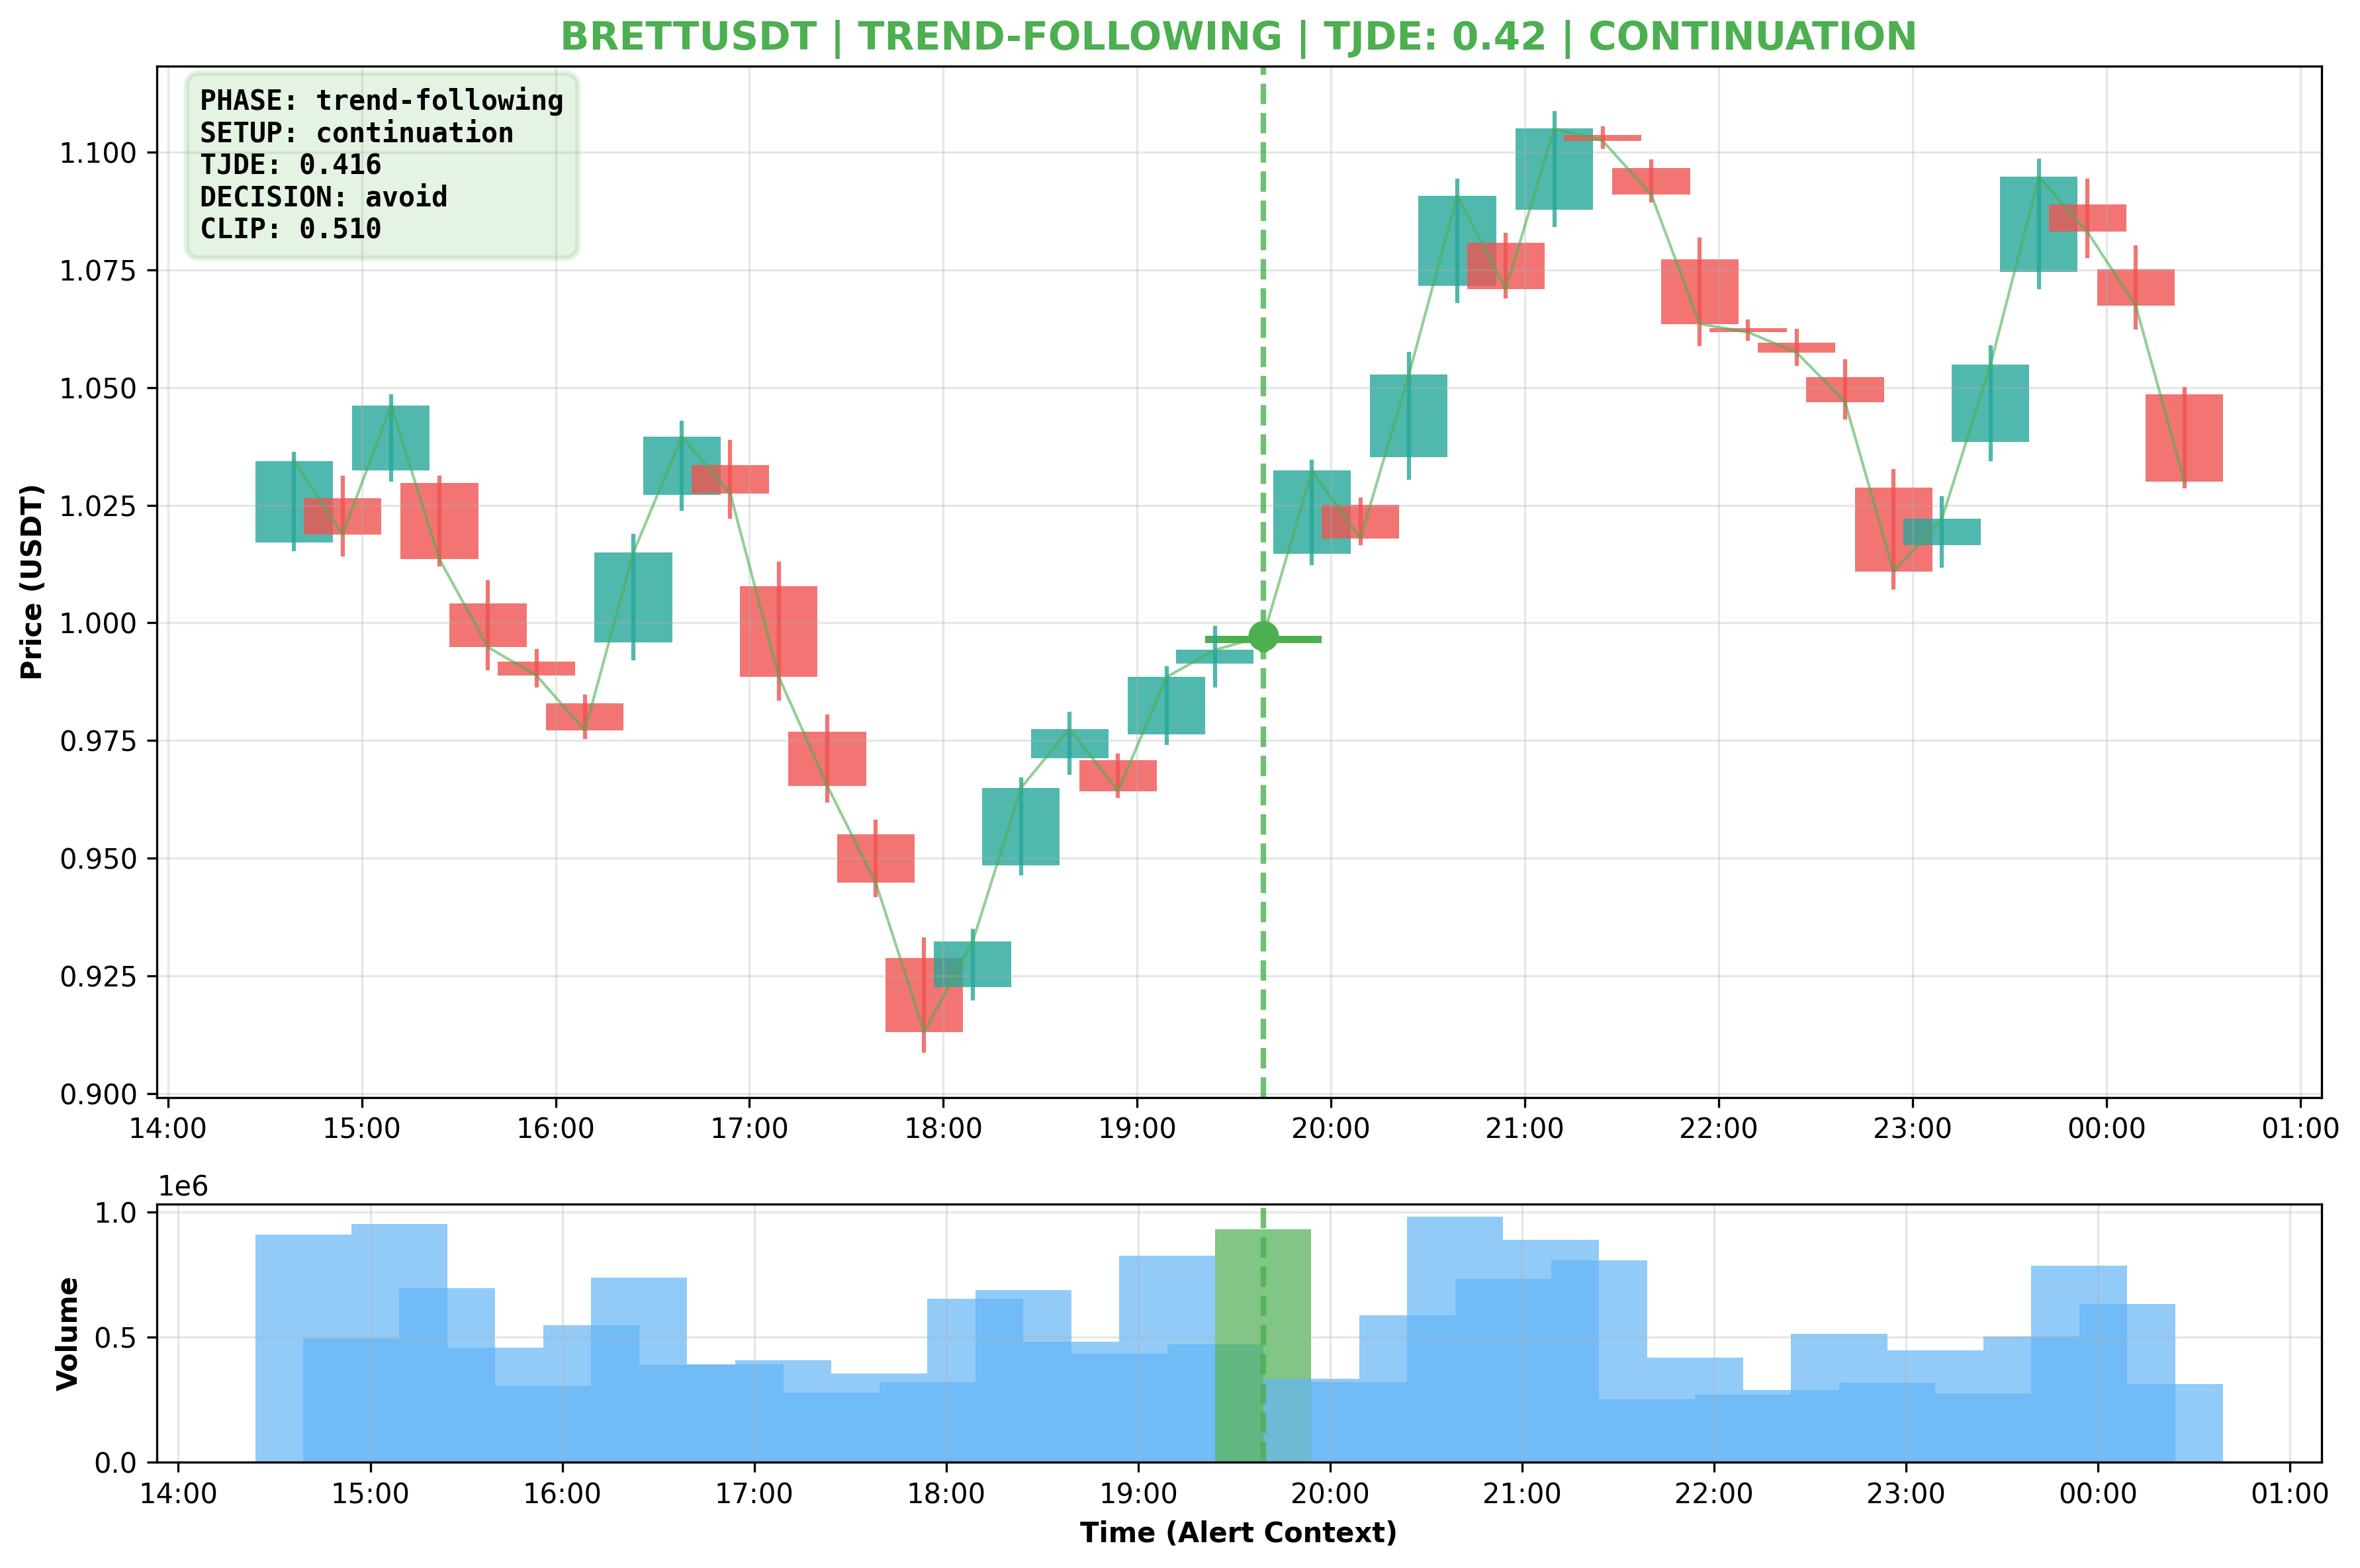 BRETTUSDT | TREND-FOLLOWING | TJDE: 0.42 | CONTINUATION
PHASE: trend-following
SETUP: continuation
TJDE: 0.416
DECISION: avoid
CLIP: 0.510
Price (USDT)
1.100
1.075
1.050
1.025
1.000
0.975
0.950
0.925
0.900
14:00 15:00 16:00 17:00 18:00 19:00 20:00 21:00 22:00 23:00 00:00 01:00
1e6
Volume
1.0
0.5
0.0
14:00 15:00 16:00 17:00 18:00 19:00 20:00 21:00 22:00 23:00 00:00 01:00
Time (Alert Context)